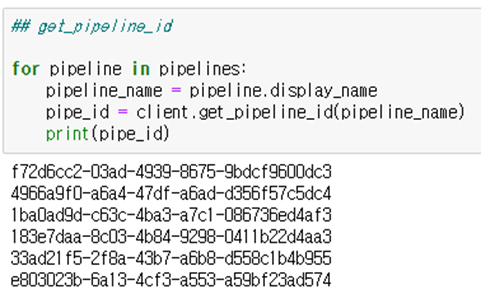 ## get_pipeline_id
for pipeline in pipelines:
    pipeline_name = pipeline.display_name
    pipe_id = client.get_pipeline_id(pipeline_name)
    print(pipe_id)
f72d6cc2-03ad-4939-8675-9bdcf9600dc3
4966a9f0-a6a4-47df-a6ad-d356f57c5dc4
1ba0ad9d-c63c-4ba3-a7c1-086736ed4af3
183e7daa-8c03-4b84-9298-0411b22d4aa3
33ad21f5-2f8a-43b7-a6b8-d558c1b4b955
e803023b-6a13-4cf3-a553-a59bf23ad574